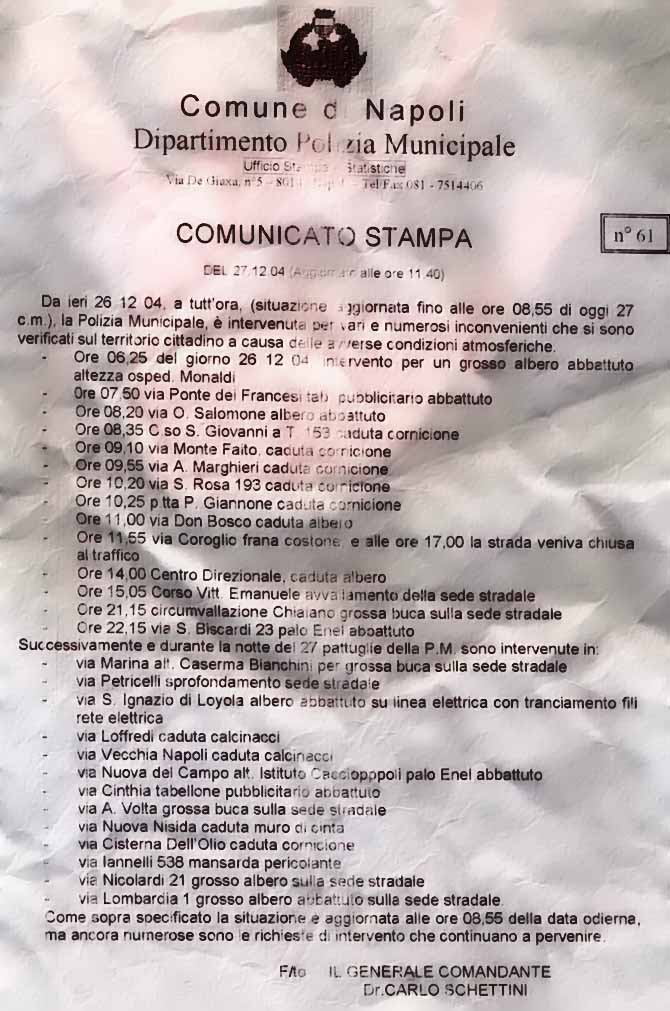 Comune di Napoli
Dipartimento Polizia Municipale
Ufficio Stampa Statistiche
Via De Giaxa, n°5 – Tel Fax 081 - 7514406
COMUNICATO STAMPA
n° 61
DEL 27.12.04 (Aggiornato alle ore 11.40)
Da ieri 26 12 04, a tutt'ora, (situazione aggiornata fino alle ore 08,55 di oggi 27
c.m.), la Polizia Municipale, è intervenuta per vari e numerosi inconvenienti che si sono
verificati sul territorio cittadino a causa delle avverse condizioni atmosferiche.
- Ore 06,25 del giorno 26 12 04 intervento per un grosso albero abbattuto
altezza osped. Monaldi
- Ore 07,50 via Ponte dei Francesi tab. pubblicitario abbattuto
- Ore 08,20 via O. Salomone albero abbattuto
- Ore 08,35 C.so S. Giovanni a T. 153 caduta cornicione
- Ore 09,10 via Monte Faito, caduta cornicione
- Ore 09,55 via A. Marghieri caduta cornicione
- Ore 10,20 via S. Rosa 193 caduta cornicione
- Ore 10,25 p.tta P. Giannone caduta cornicione
- Ore 11,00 via Don Bosco caduta albero
- Ore 11,55 via Coroglio frana costone, e alle ore 17,00 la strada veniva chiusa
al traffico
- Ore 14,00 Centro Direzionale, caduta albero
- Ore 15,05 Corso Vitt. Emanuele avvallamento della sede stradale
- Ore 21,15 circumvallazione Chiaiano grossa buca sulla sede stradale
- Ore 22,15 via S. Biscardi 23 palo Enel abbattuto
Successivamente e durante la notte del 27 pattuglie della P.M. sono intervenute in:
- via Marina alt. Caserma Bianchini per grossa buca sulla sede stradale
- via Petricelli sprofondamento sede stradale
- via S. Ignazio di Loyola albero abbattuto su linea elettrica con tranciamento fili
rete elettrica
- via Loffredi caduta calcinacci
- via Vecchia Napoli caduta calcinacci
- via Nuova del Campo alt. Istituto Caccioppopoli palo Enel abbattuto
- via Cinthia tabellone pubblicitario abbattuto
- via A. Volta grossa buca sulla sede stradale
- via Nuova Nisida caduta muro di cinta
- via Cisterna Dell'Olio caduta cornicione
- via Iannelli 538 mansarda pericolante
- via Nicolardi 21 grosso albero sulla sede stradale
- via Lombardia 1 grosso albero abbattuto sulla sede stradale.
Come sopra specificato la situazione è aggiornata alle ore 08,55 della data odierna,
ma ancora numerose sono le richieste di intervento che continuano a pervenire.
F/to IL GENERALE COMANDANTE
Dr.CARLO SCHETTINI